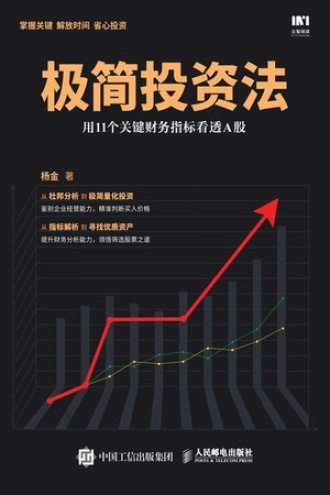 掌握关键 解放时间 省心投资
极简投资法
用11个关键财务指标看透A股
杨金 著
从 杜邦分析 到 极简量化投资
鉴别企业经营能力，精准判断买入价格
从 指标解析 到 寻找优质资产
提升财务分析能力，领悟筛选股票之道
中国工信出版集团
人民邮电出版社
POSTS & TELECOM PRESS